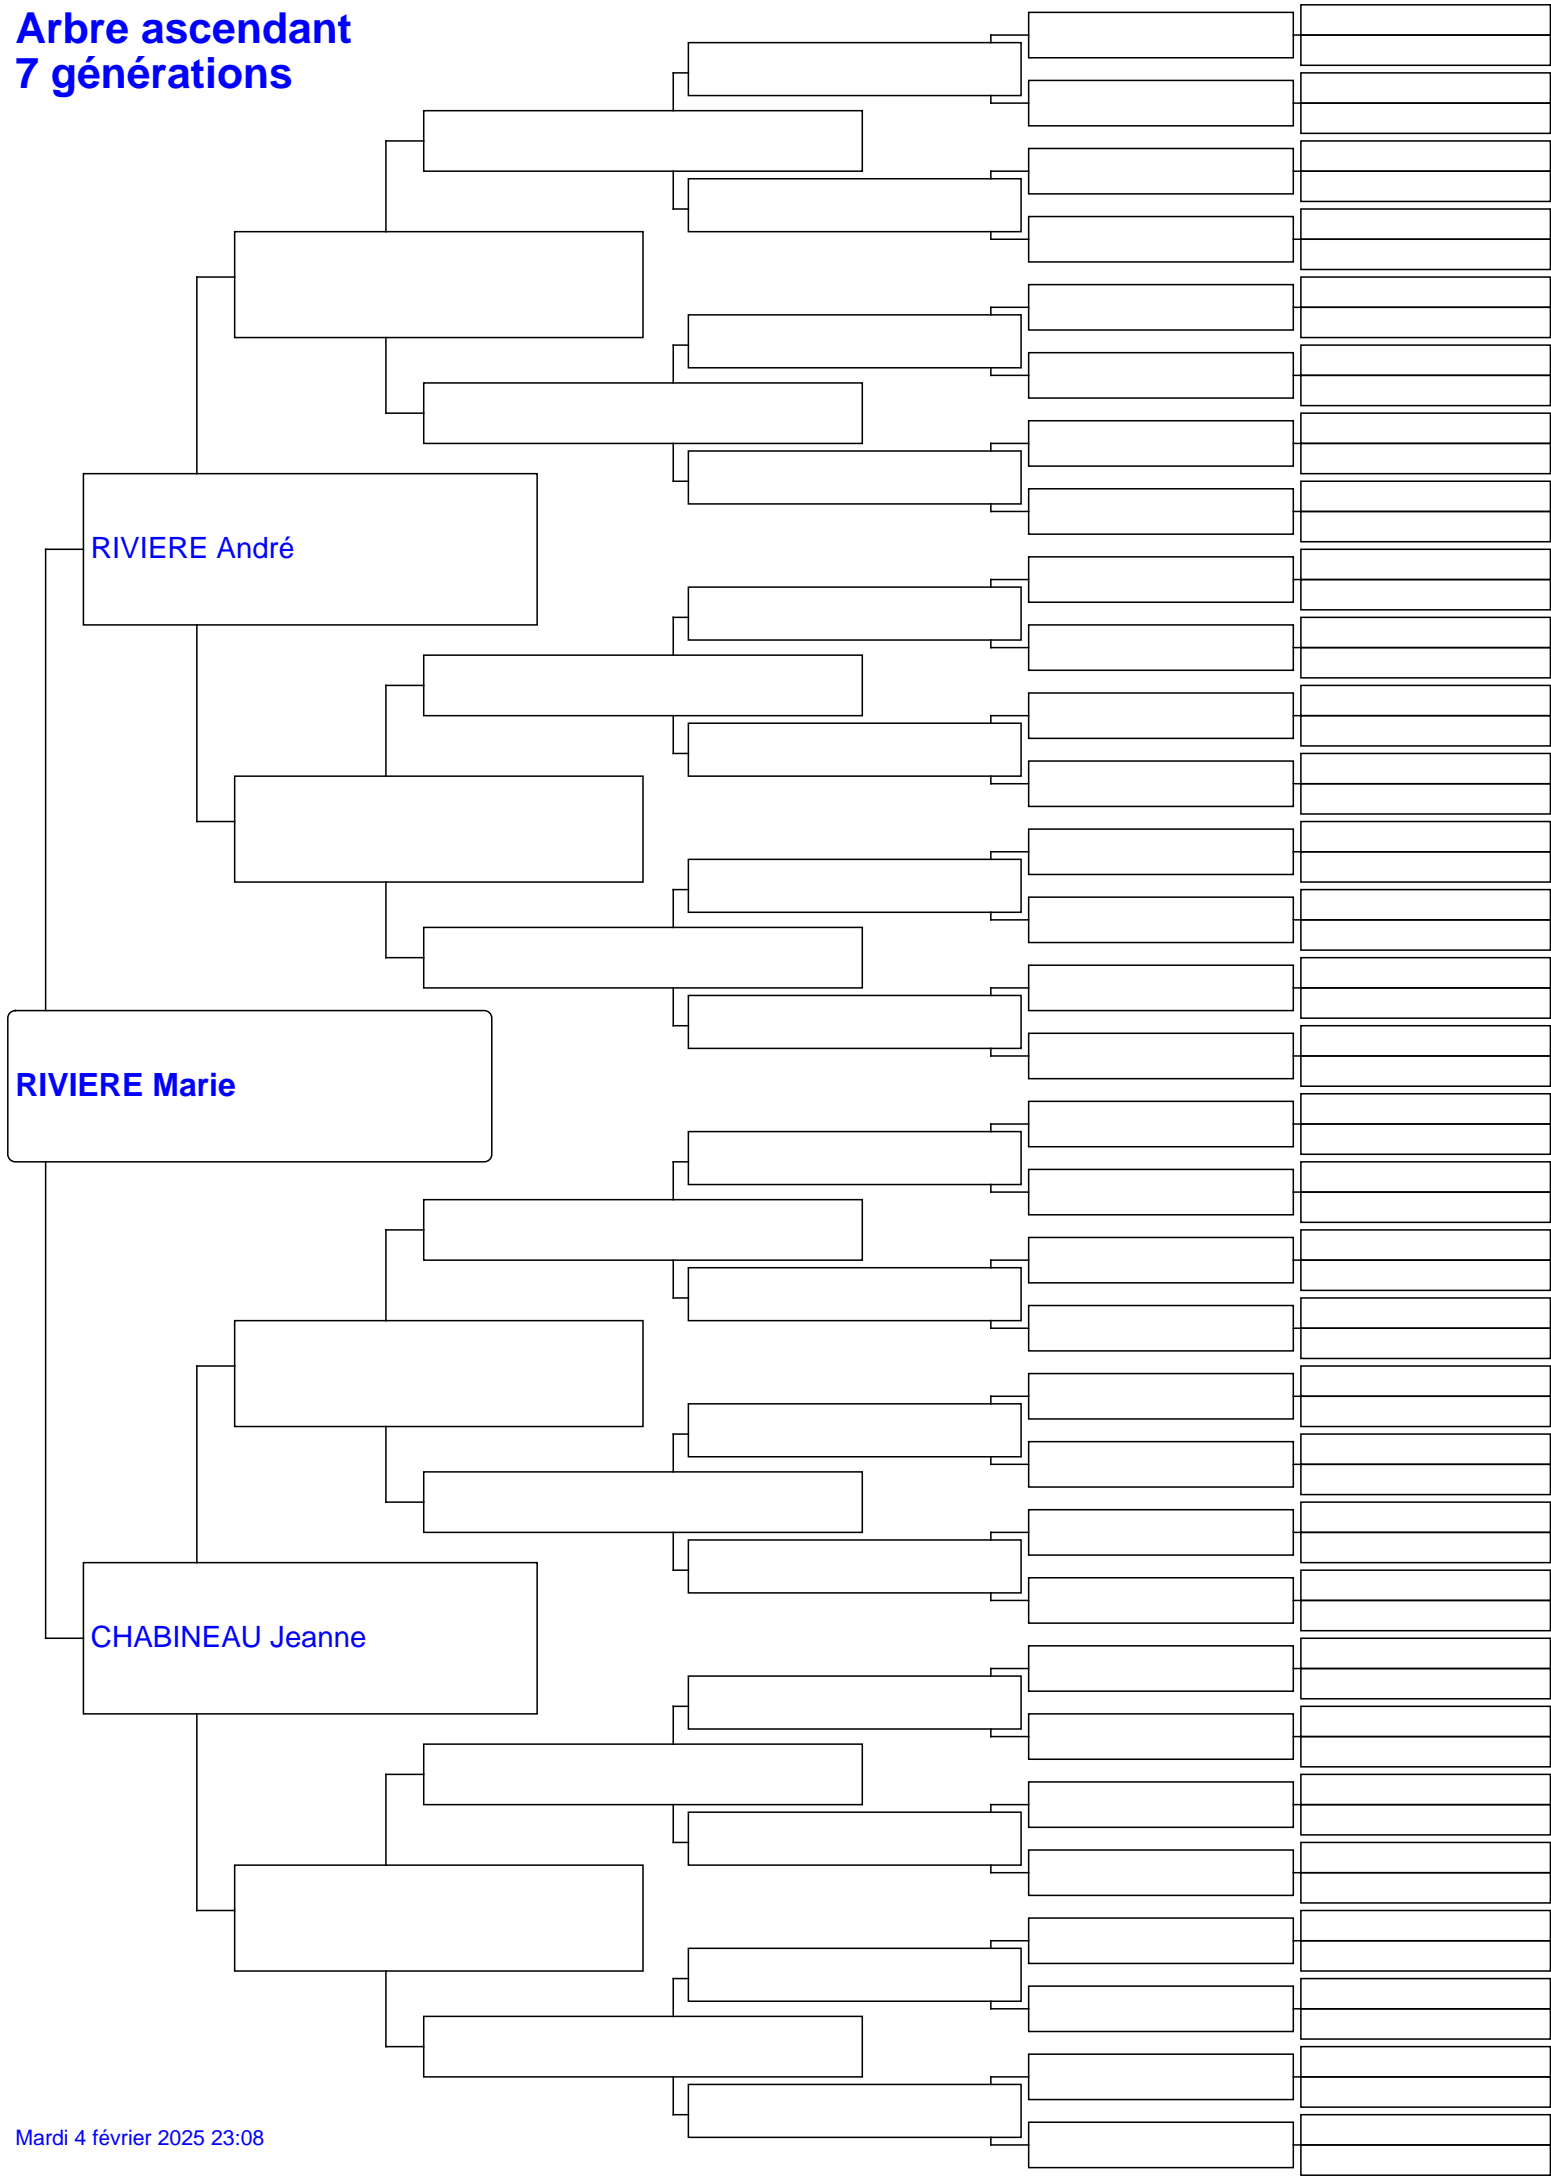 Arbre ascendant
7 générations
RIVIERE André
RIVIERE Marie
CHABINEAU Jeanne
Mardi 4 février 2025 23:08